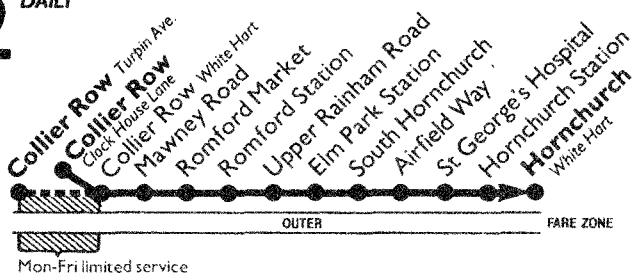 DAILY
Collier Row Turpin Ave.
Collier Row
Clock House Lane
Collier Row White Hart
Mawney Road
Romford Market
Romford Station
Upper Rainham Road
Elm Park Station
South Hornchurch
Airfield Way
St George's Hospital
Hornchurch Station
Hornchurch
White Hart
OUTER
FARE ZONE
Mon-Fri limited service